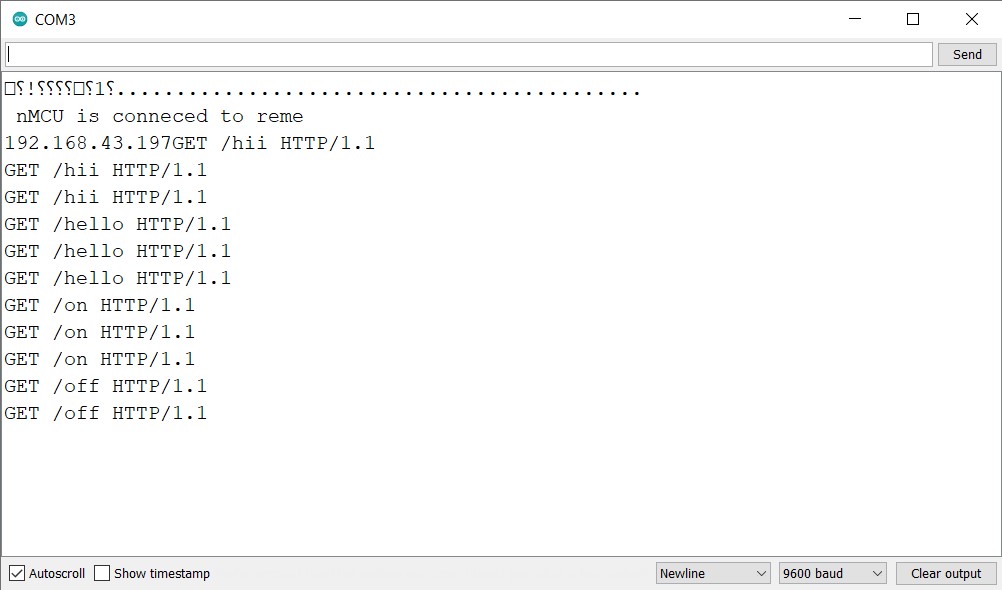 COM3
Send
□⸮!⸮⸮⸮⸮□⸮1⸮............................................
nMCU is conneced to reme
192.168.43.197GET /hii HTTP/1.1
GET /hii HTTP/1.1
GET /hii HTTP/1.1
GET /hello HTTP/1.1
GET /hello HTTP/1.1
GET /hello HTTP/1.1
GET /on HTTP/1.1
GET /on HTTP/1.1
GET /on HTTP/1.1
GET /off HTTP/1.1
GET /off HTTP/1.1
Autoscroll Show timestamp Newline 9600 baud Clear output